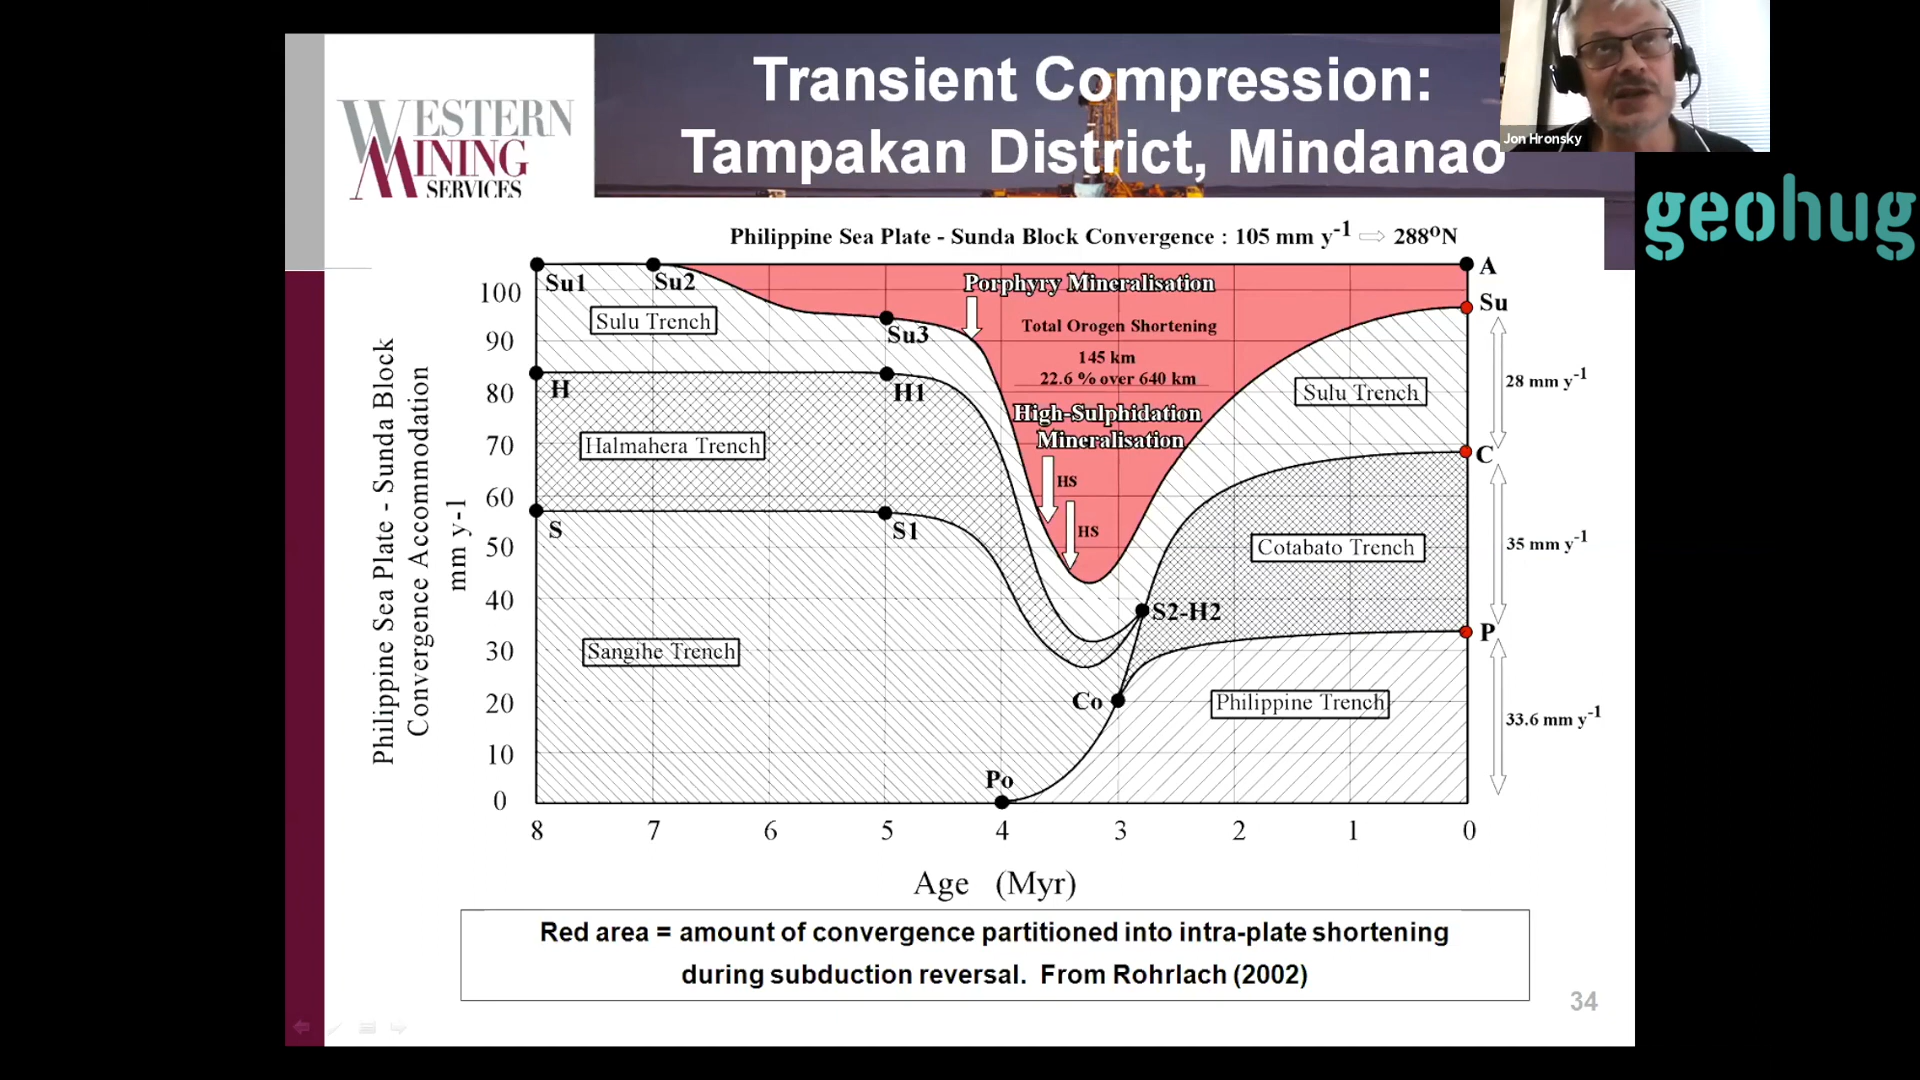 WESTERN
MINING
SERVICES
Transient Compression:
Tampakan District, Mindanao
Jon Hronsky
geohug
Philippine Sea Plate - Sunda Block Convergence : 105 mm y-1 ⇨ 288ºN
Philippine Sea Plate - Sunda Block
Convergence Accommodation
mm y-1
100
90
80
70
60
50
40
30
20
10
0
Su1
Su2
Sulu Trench
Su3
H
H1
Halmahera Trench
S
S1
Sangihe Trench
Porphyry Mineralisation
Total Orogen Shortening
145 km
22.6 % over 640 km
High-Sulphidation
Mineralisation
HS
HS
Sulu Trench
Cotabato Trench
S2-H2
Co
Philippine Trench
Po
A
Su
28 mm y-1
C
35 mm y-1
P
33.6 mm y-1
8 7 6 5 4 3 2 1 0
Age (Myr)
Red area = amount of convergence partitioned into intra-plate shortening
during subduction reversal. From Rohrlach (2002)
34